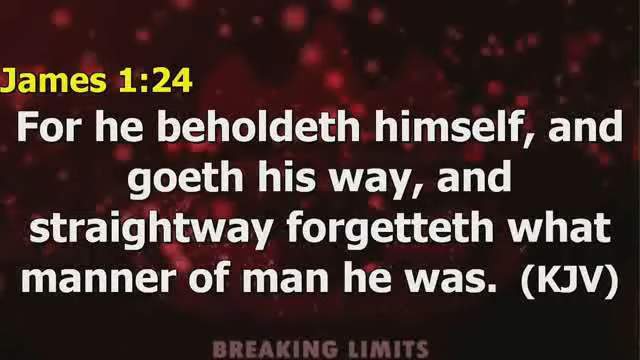 James 1:24
For he beholdeth himself, and
goeth his way, and
straightway forgetteth what
manner of man he was. (KJV)
BREAKING LIMITS